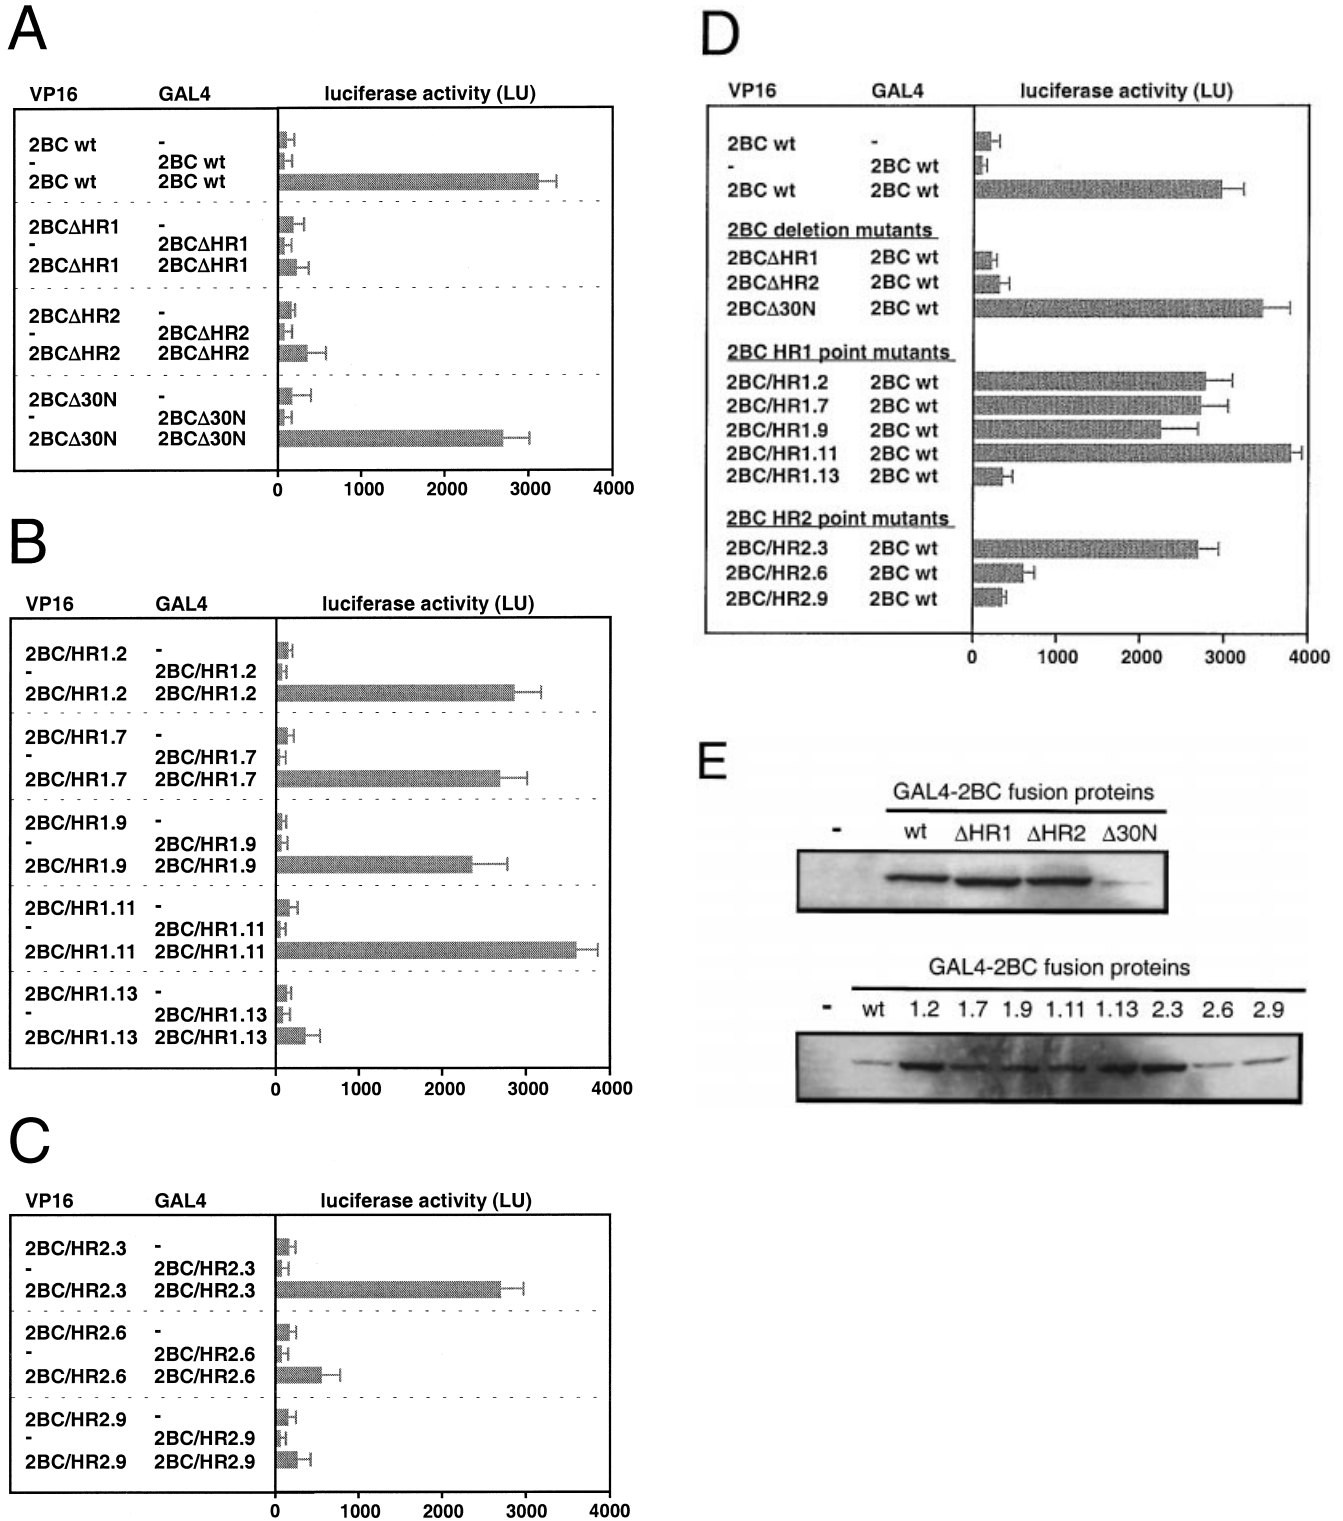 A
VP16 GAL4 luciferase activity (LU)
2BC wt -
- 2BC wt
2BC wt 2BC wt
2BCΔHR1 -
- 2BCΔHR1
2BCΔHR1 2BCΔHR1
2BCΔHR2 -
- 2BCΔHR2
2BCΔHR2 2BCΔHR2
2BCΔ30N -
- 2BCΔ30N
2BCΔ30N 2BCΔ30N
0 1000 2000 3000 4000
B
VP16 GAL4 luciferase activity (LU)
2BC/HR1.2 -
- 2BC/HR1.2
2BC/HR1.2 2BC/HR1.2
2BC/HR1.7 -
- 2BC/HR1.7
2BC/HR1.7 2BC/HR1.7
2BC/HR1.9 -
- 2BC/HR1.9
2BC/HR1.9 2BC/HR1.9
2BC/HR1.11 -
- 2BC/HR1.11
2BC/HR1.11 2BC/HR1.11
2BC/HR1.13 -
- 2BC/HR1.13
2BC/HR1.13 2BC/HR1.13
0 1000 2000 3000 4000
C
VP16 GAL4 luciferase activity (LU)
2BC/HR2.3 -
- 2BC/HR2.3
2BC/HR2.3 2BC/HR2.3
2BC/HR2.6 -
- 2BC/HR2.6
2BC/HR2.6 2BC/HR2.6
2BC/HR2.9 -
- 2BC/HR2.9
2BC/HR2.9 2BC/HR2.9
0 1000 2000 3000 4000
D
VP16 GAL4 luciferase activity (LU)
2BC wt -
- 2BC wt
2BC wt 2BC wt
2BC deletion mutants
2BCΔHR1 2BC wt
2BCΔHR2 2BC wt
2BCΔ30N 2BC wt
2BC HR1 point mutants
2BC/HR1.2 2BC wt
2BC/HR1.7 2BC wt
2BC/HR1.9 2BC wt
2BC/HR1.11 2BC wt
2BC/HR1.13 2BC wt
2BC HR2 point mutants
2BC/HR2.3 2BC wt
2BC/HR2.6 2BC wt
2BC/HR2.9 2BC wt
0 1000 2000 3000 4000
E
GAL4-2BC fusion proteins
- wt ΔHR1 ΔHR2 Δ30N
GAL4-2BC fusion proteins
- wt 1.2 1.7 1.9 1.11 1.13 2.3 2.6 2.9